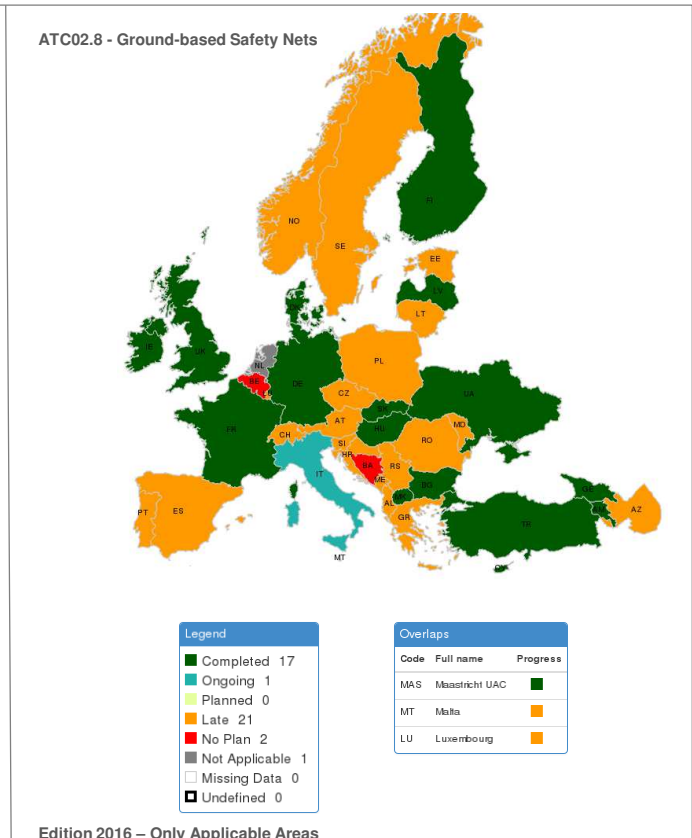 ATC02.8 - Ground-based Safety Nets
FI
NO
SE
EE
LV
LT
IE
UK
NL
BE
DE
PL
CZ
UA
SK
FR
AT
HU
CH
SI
RO
MD
HR
IT
BA
RS
ME
BG
PT
ES
AL
MK
GR
GE
AZ
MT
Legend
Completed 17
Ongoing 1
Planned 0
Late 21
No Plan 2
Not Applicable 1
Missing Data 0
Undefined 0
Overlaps
Code Full name Progress
MAS Maastricht UAC
MT Malta
LU Luxembourg
Edition 2016 – Only Applicable Areas